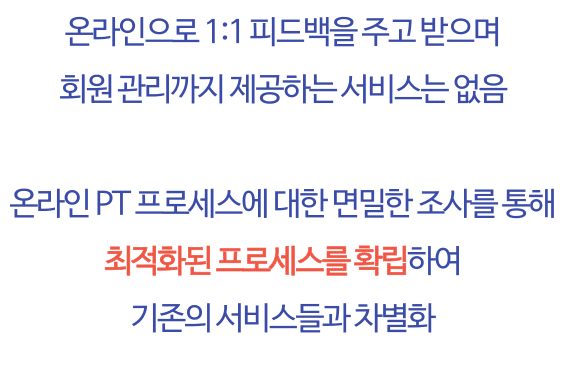 온라인으로 1:1 피드백을 주고 받으며
회원 관리까지 제공하는 서비스는 없음
온라인 PT 프로세스에 대한 면밀한 조사를 통해
최적화된 프로세스를 확립하여
기존의 서비스들과 차별화